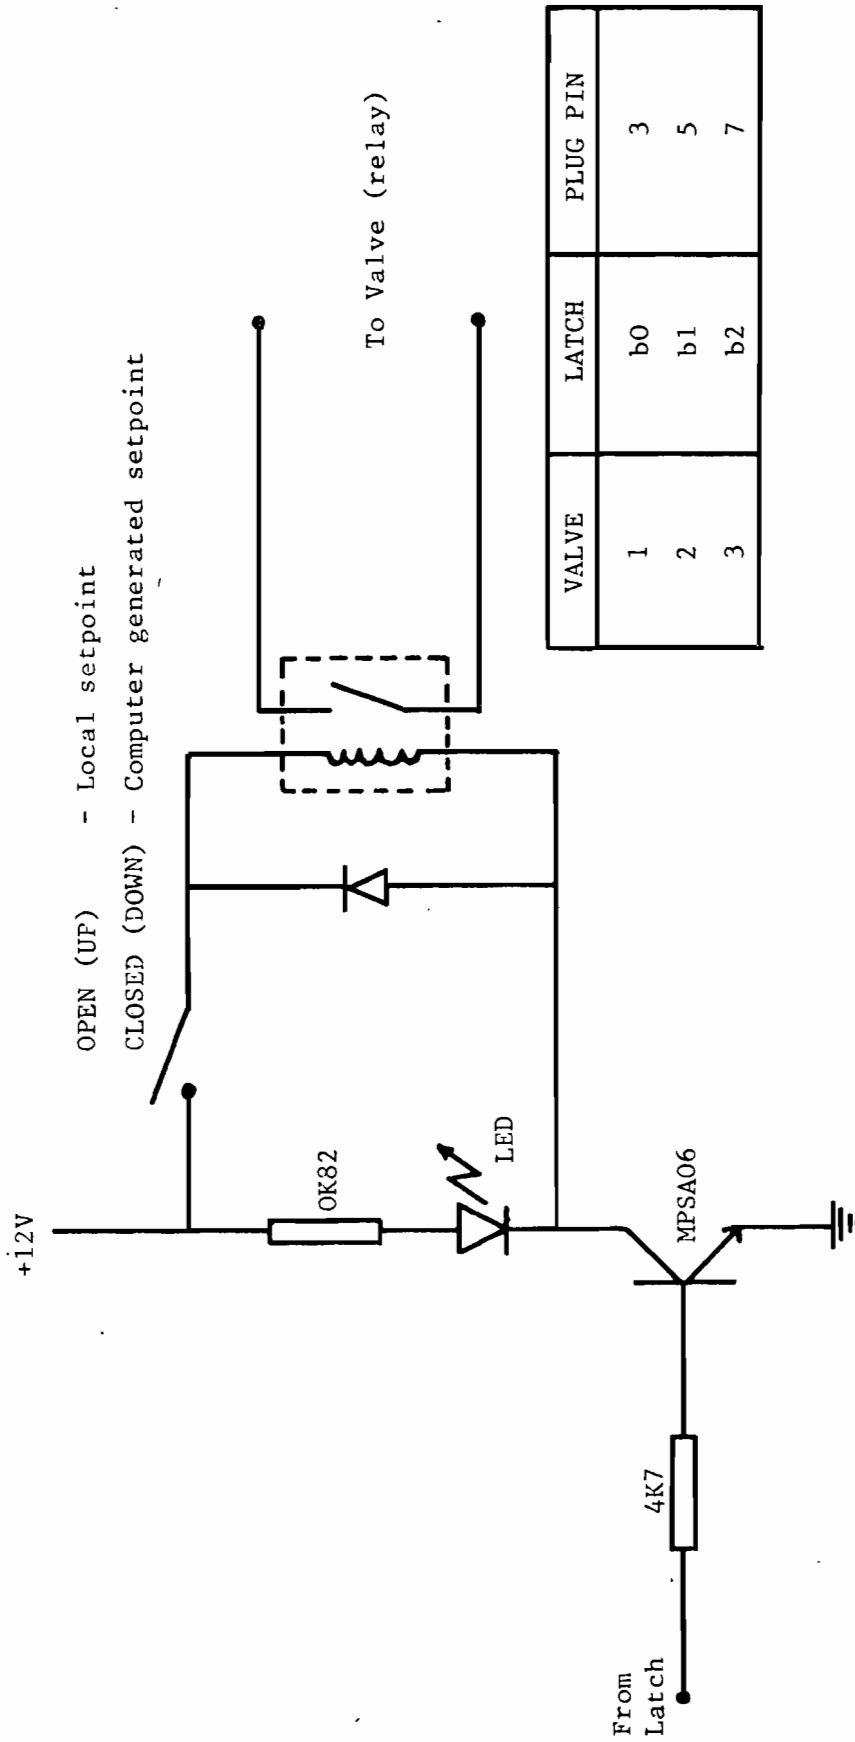 +12V
OPEN (UP) - Local setpoint
CLOSED (DOWN) - Computer generated setpoint
0K82
LED
To Valve (relay)
MPSA06
4K7
From
Latch
VALVE LATCH PLUG PIN
1 b0 3
2 b1 5
3 b2 7